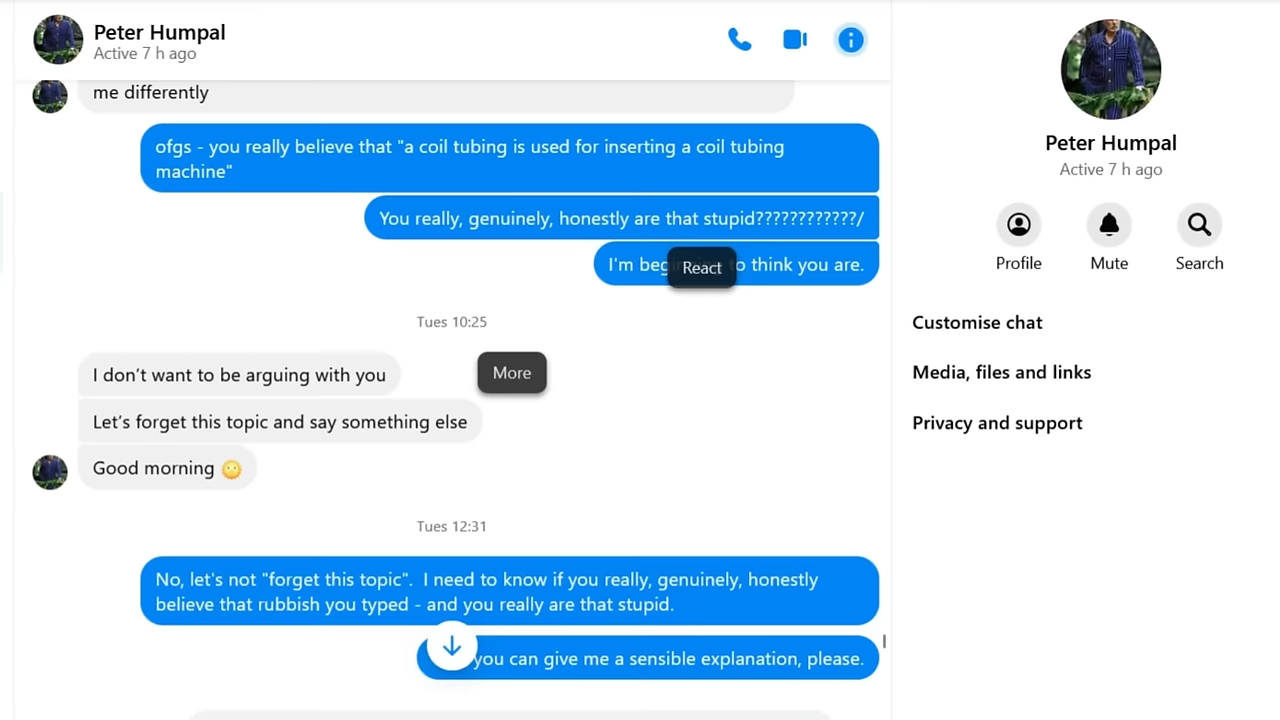 Peter Humpal
Active 7 h ago
me differently
ofgs - you really believe that "a coil tubing is used for inserting a coil tubing
machine"
You really, genuinely, honestly are that stupid????????????/
I'm to think you are.
React
Tues 10:25
I don’t want to be arguing with you
More
Let’s forget this topic and say something else
Good morning
Tues 12:31
No, let's not "forget this topic".  I need to know if you really, genuinely, honestly
believe that rubbish you typed - and you really are that stupid.
you can give me a sensible explanation, please.
Peter Humpal
Active 7 h ago
Profile
Mute
Search
Customise chat
Media, files and links
Privacy and support